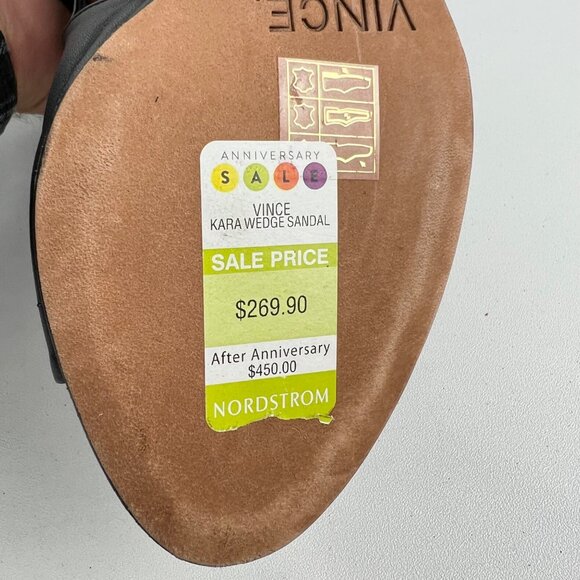 VINCE.
ANNIVERSARY
SALE
VINCE
KARA WEDGE SANDAL
SALE PRICE
$269.90
After Anniversary
$450.00
NORDSTROM